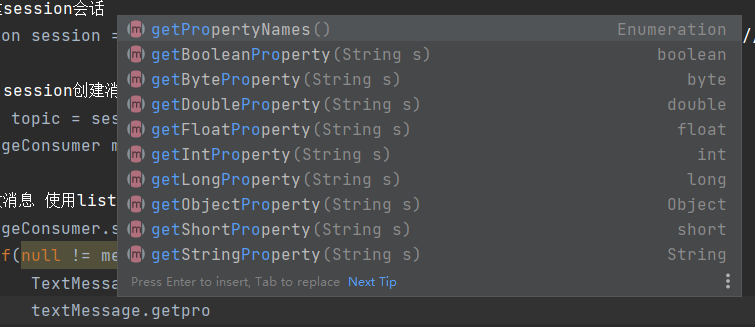 session会话
on session =
getPropertyNames() Enumeration
//
getBooleanProperty(String s) boolean
getByteProperty(String s) byte
session创建消
getDoubleProperty(String s) double
topic = ses
getFloatProperty(String s) float
geConsumer m
getIntProperty(String s) int
getLongProperty(String s) long
消息 使用list
getObjectProperty(String s) Object
geConsumer.s
getShortProperty(String s) short
f(null != me
getStringProperty(String s) String
TextMessa
Press Enter to insert, Tab to replace Next Tip
textMessage.getpro